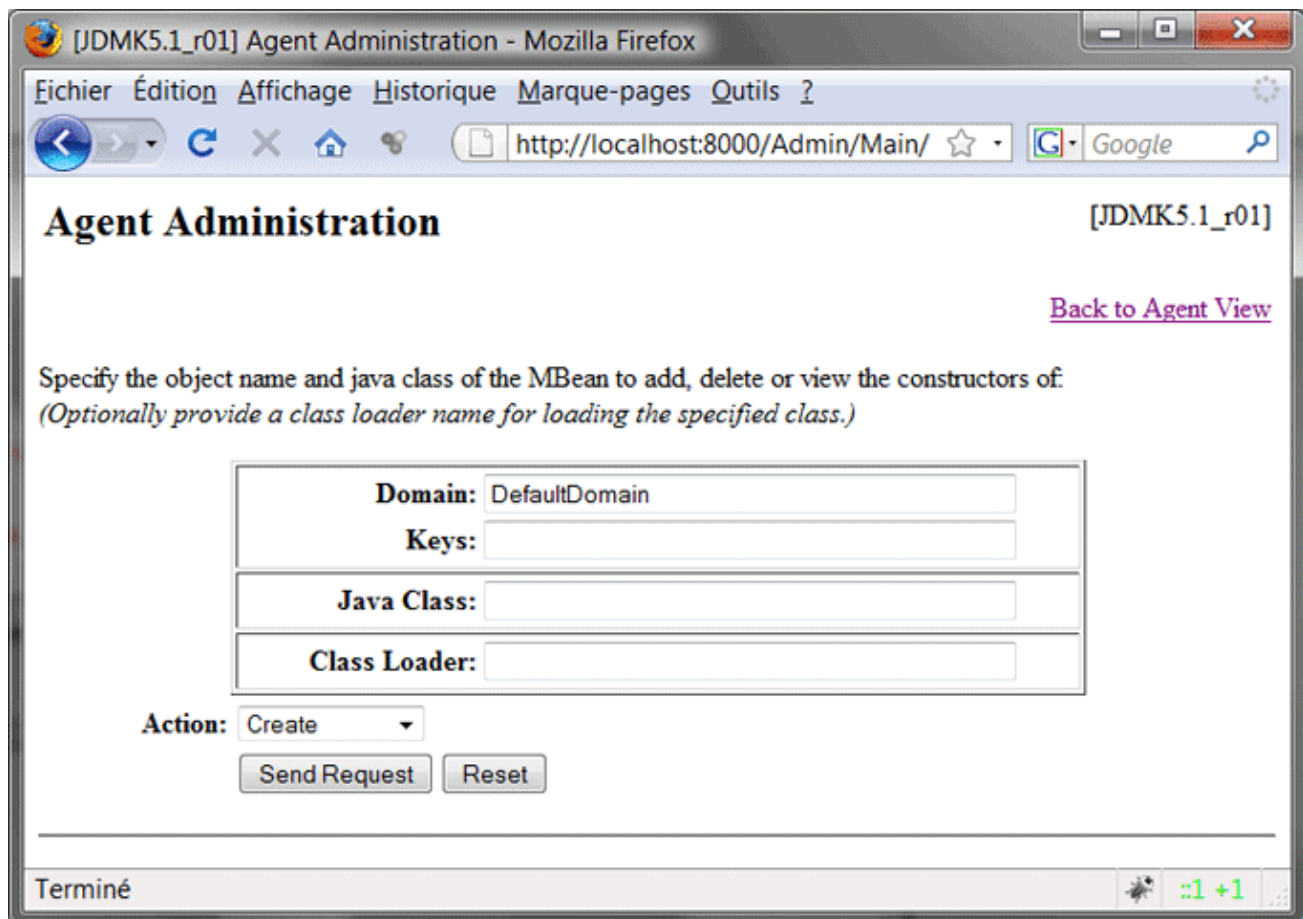 [JDMK5.1_r01] Agent Administration - Mozilla Firefox
Fichier Édition Affichage Historique Marque-pages Outils ?
http://localhost:8000/Admin/Main/ G Google
Agent Administration [JDMK5.1_r01]
Back to Agent View
Specify the object name and java class of the MBean to add, delete or view the constructors of:
(Optionally provide a class loader name for loading the specified class.)
Domain: DefaultDomain
Keys:
Java Class:
Class Loader:
Action: Create
Send Request Reset
Terminé ::1 +1